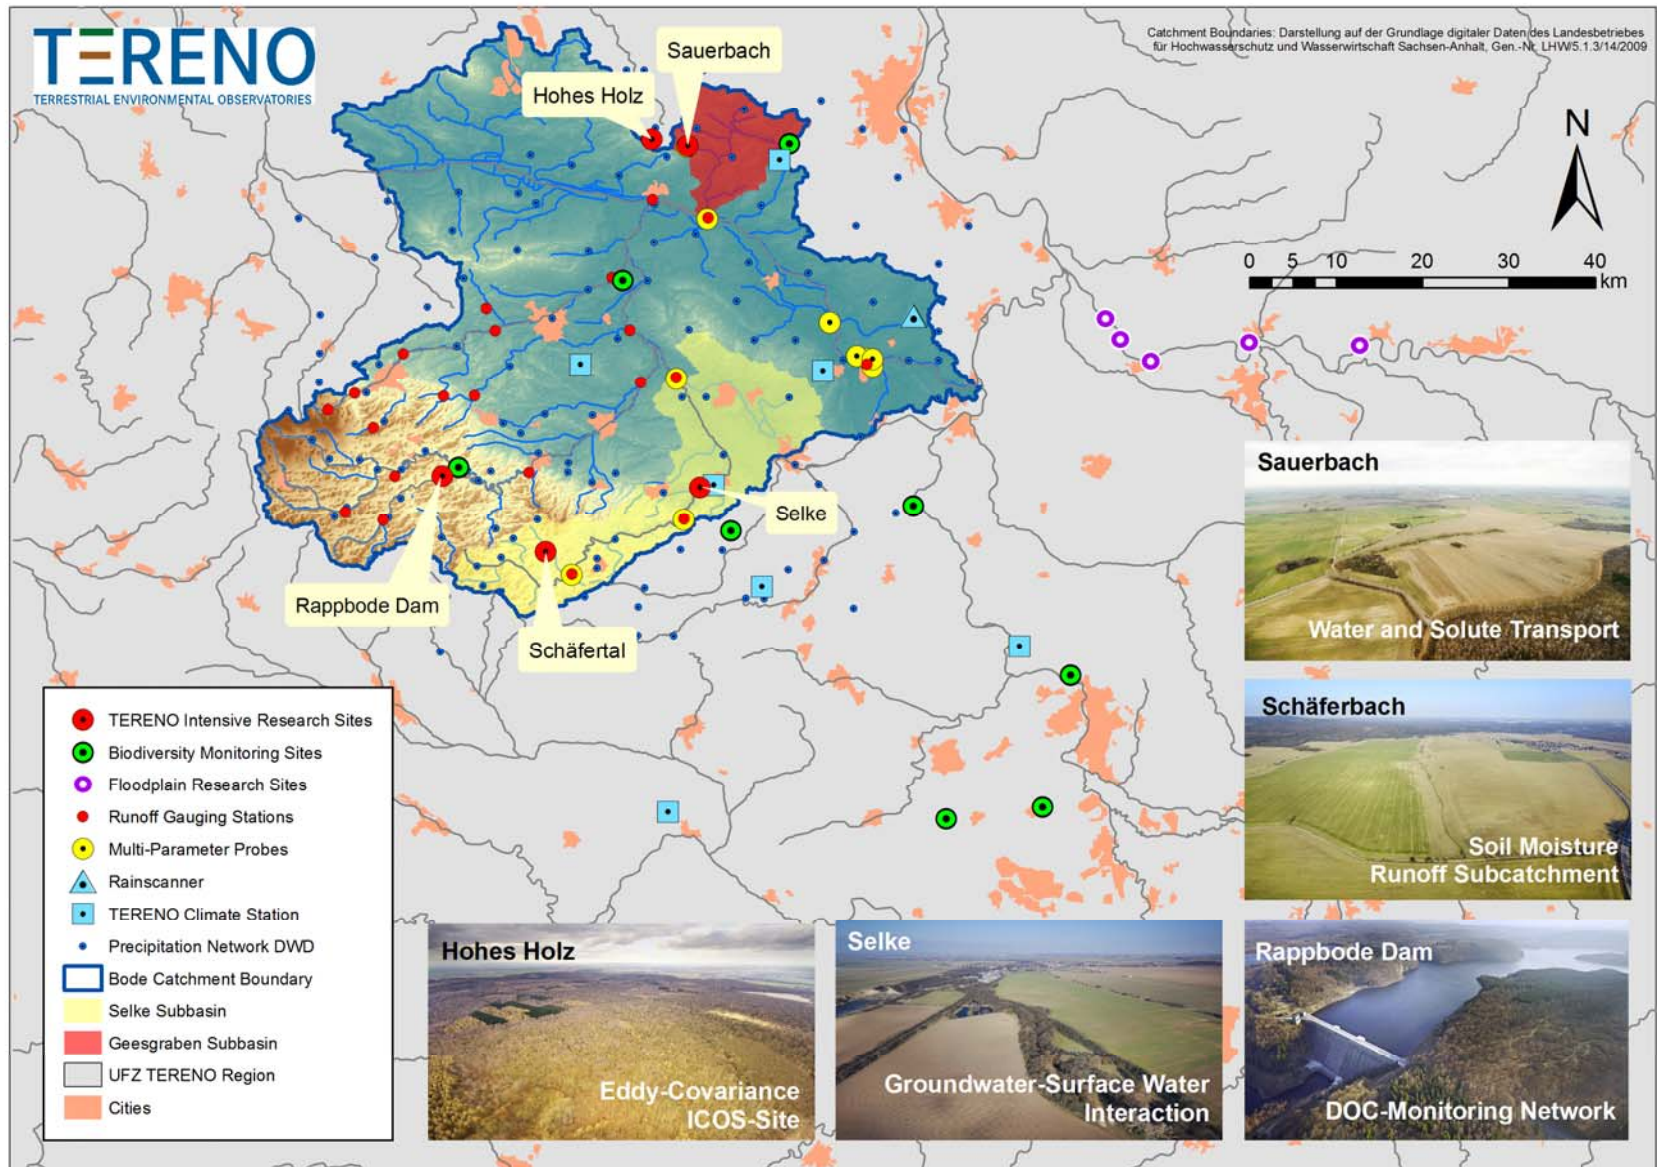 TERENO
TERRESTRIAL ENVIRONMENTAL OBSERVATORIES
Catchment Boundaries: Darstellung auf der Grundlage digitaler Daten des Landesbetriebes
für Hochwasserschutz und Wasserwirtschaft Sachsen-Anhalt, Gen.-Nr. LHW/5.1.3/14/2009
Sauerbach
Hohes Holz
N
0 5 10 20 30 40
km
Selke
Rappbode Dam
Schäfertal
TERENO Intensive Research Sites
Biodiversity Monitoring Sites
Floodplain Research Sites
Runoff Gauging Stations
Multi-Parameter Probes
Rainscanner
TERENO Climate Station
Precipitation Network DWD
Bode Catchment Boundary
Selke Subbasin
Geesgraben Subbasin
UFZ TERENO Region
Cities
Sauerbach
Water and Solute Transport
Schäferbach
Soil Moisture
Runoff Subcatchment
Hohes Holz
Eddy-Covariance
ICOS-Site
Selke
Groundwater-Surface Water
Interaction
Rappbode Dam
DOC-Monitoring Network